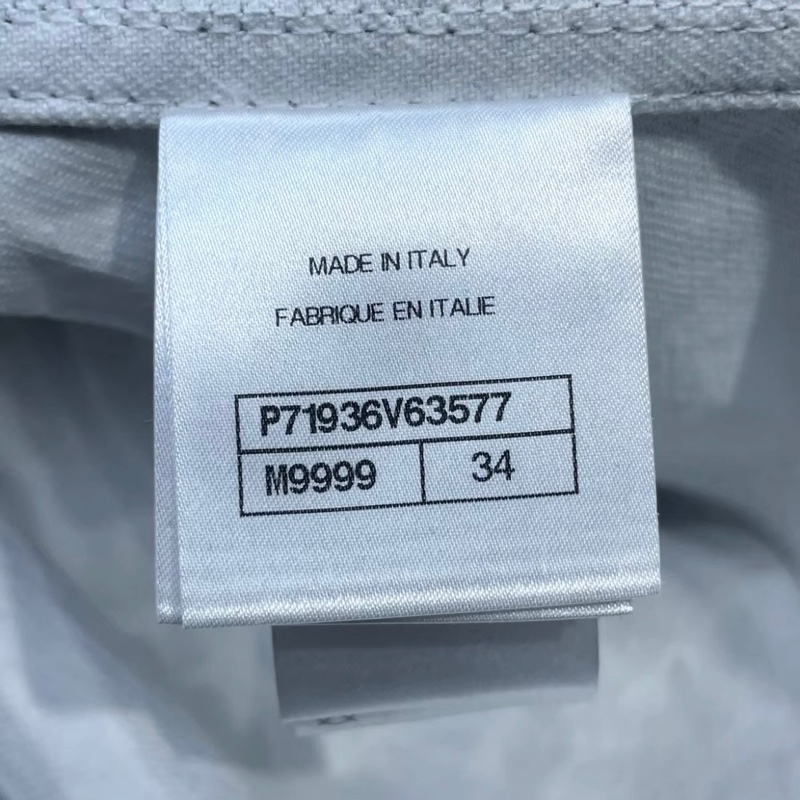 MADE IN ITALY
FABRIQUE EN ITALIE
P71936V63577
M9999 34